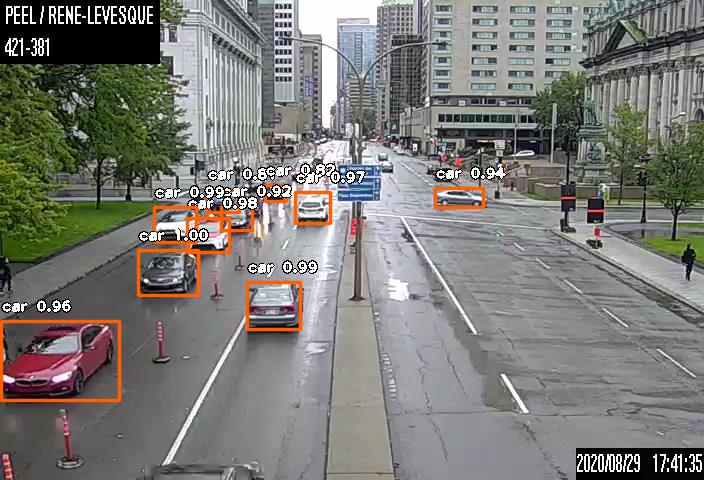 PEEL / RENE-LEVESQUE
421-381
car 0.94
car 0.97
car 0.92
car 0.99
car 0.98
car 1.00
car 0.99
car 0.96
2020/08/29 17:41:35